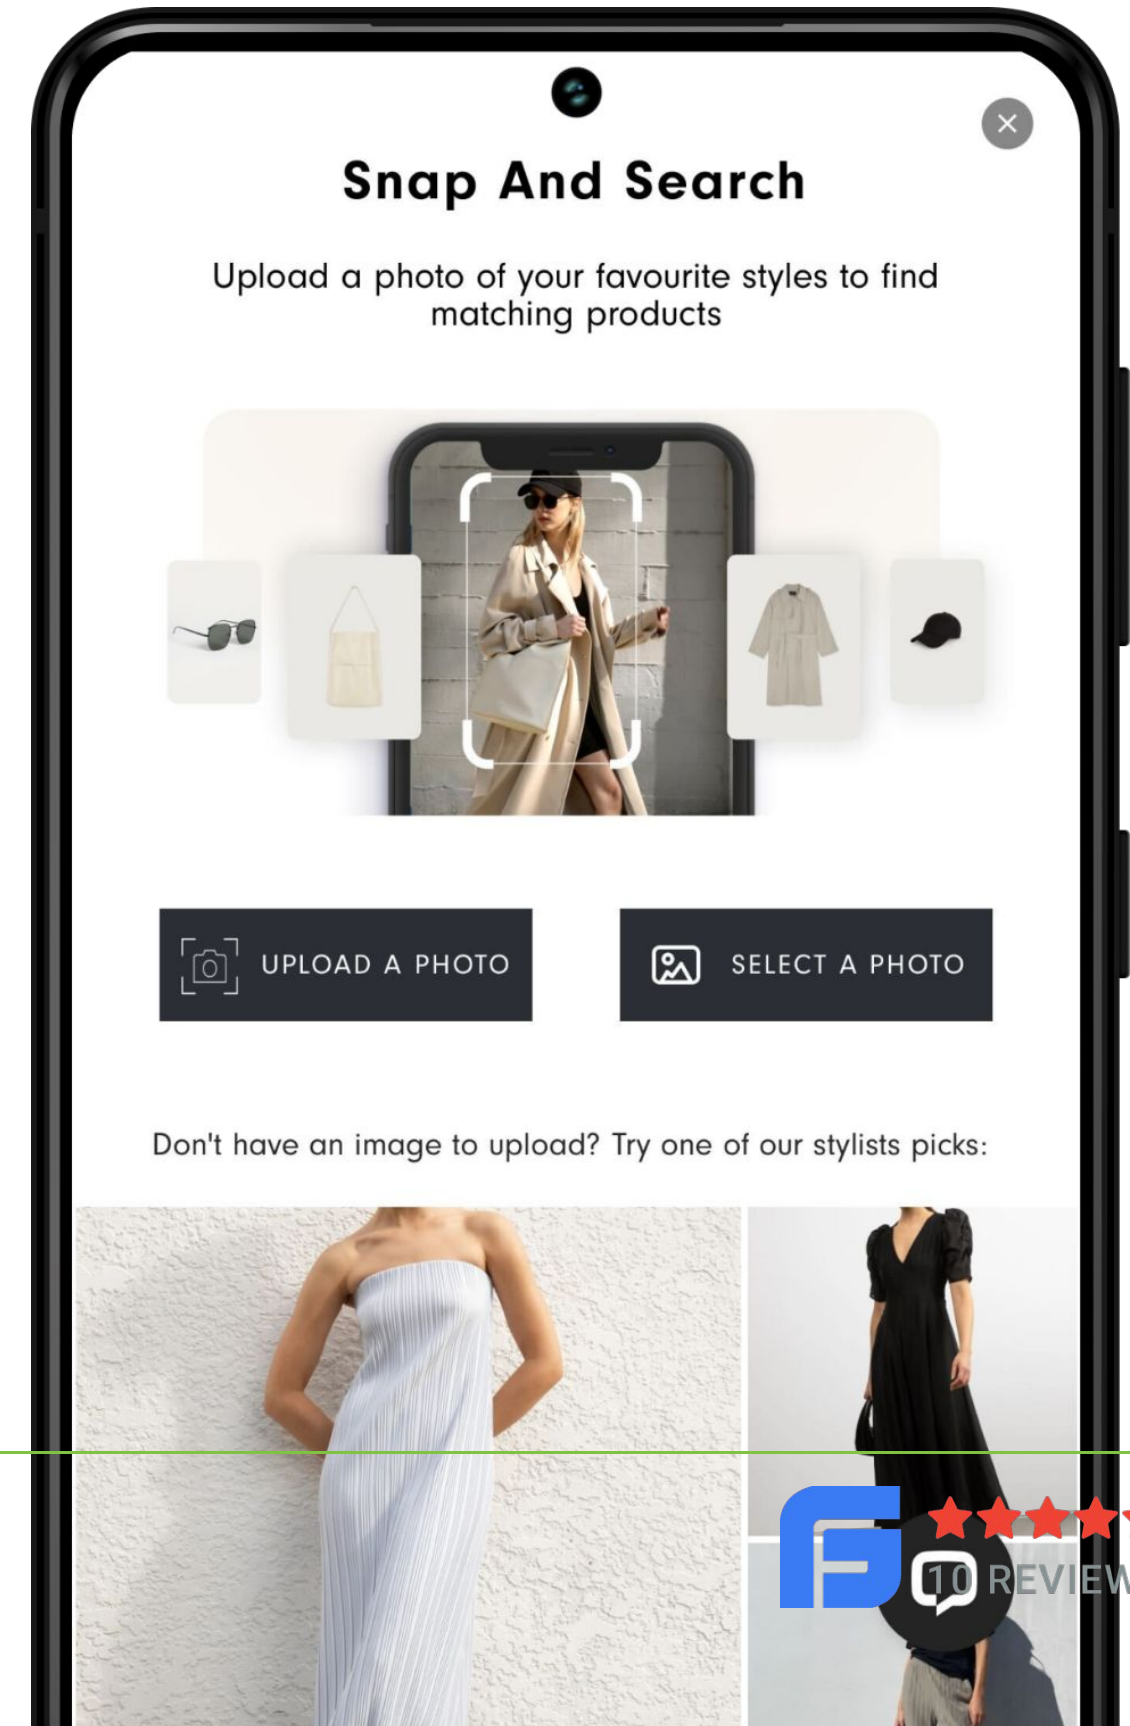 Snap And Search
Upload a photo of your favourite styles to find
matching products
UPLOAD A PHOTO
SELECT A PHOTO
Don't have an image to upload? Try one of our stylists picks:
10 REVIEW